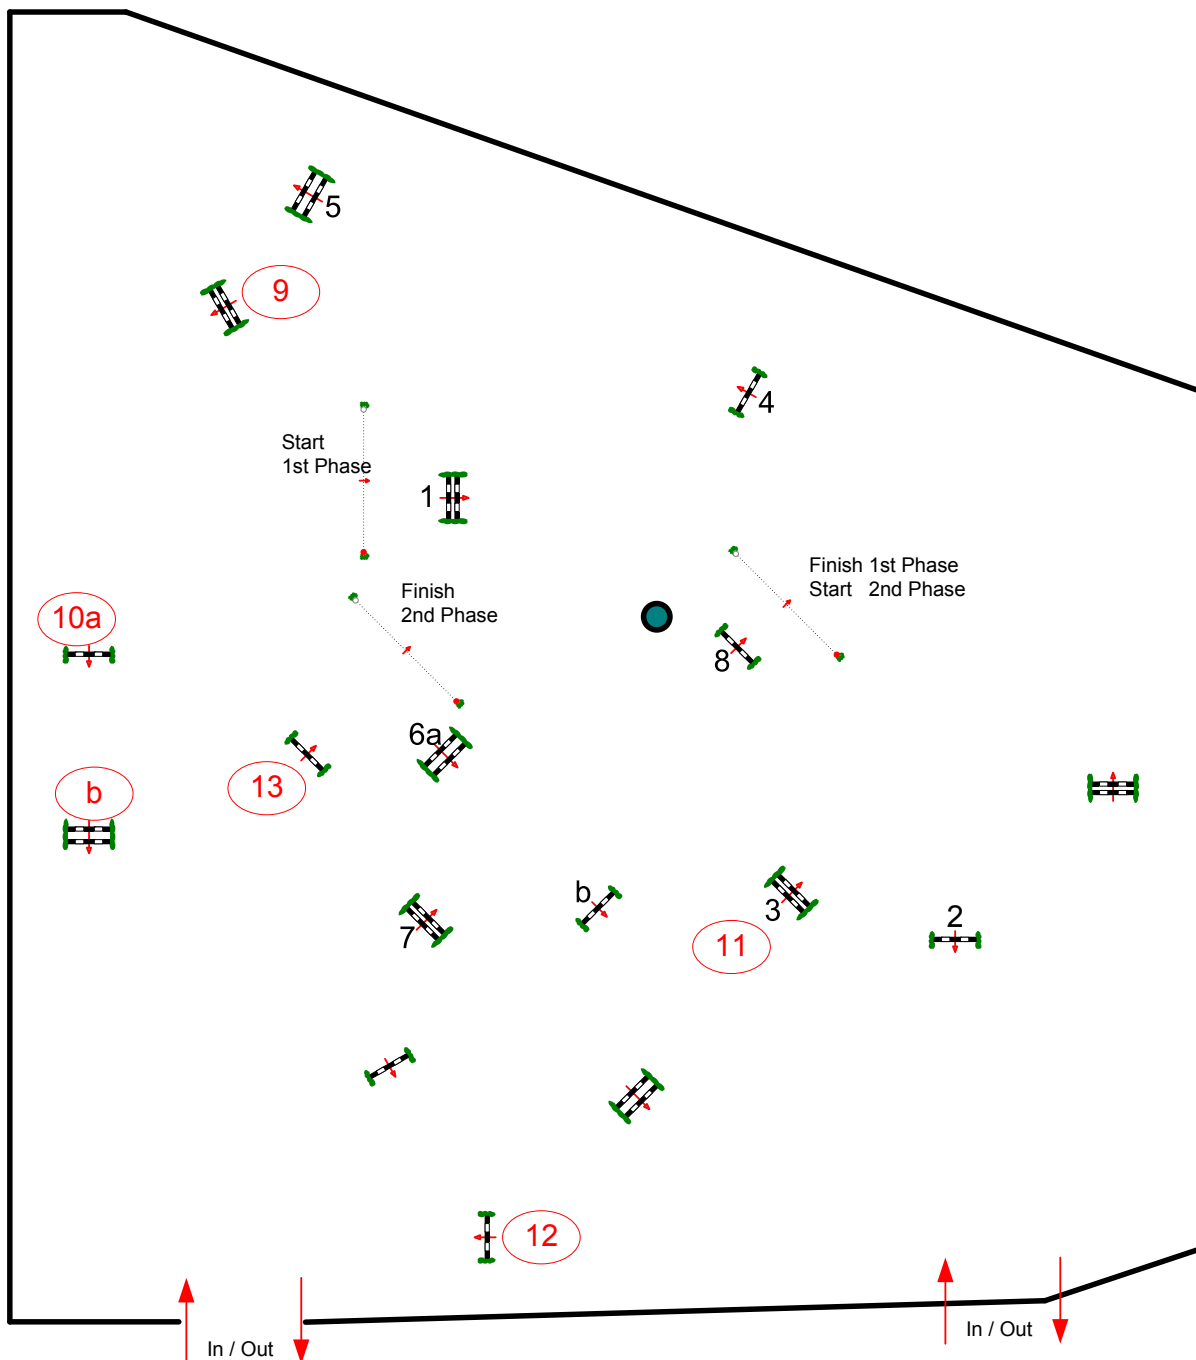 5
9
4
Start
1st Phase
1
Finish 1st Phase
Start 2nd Phase
Finish
2nd Phase
10a
8
6a
13
b
b
3
2
7
11
12
In / Out
In / Out